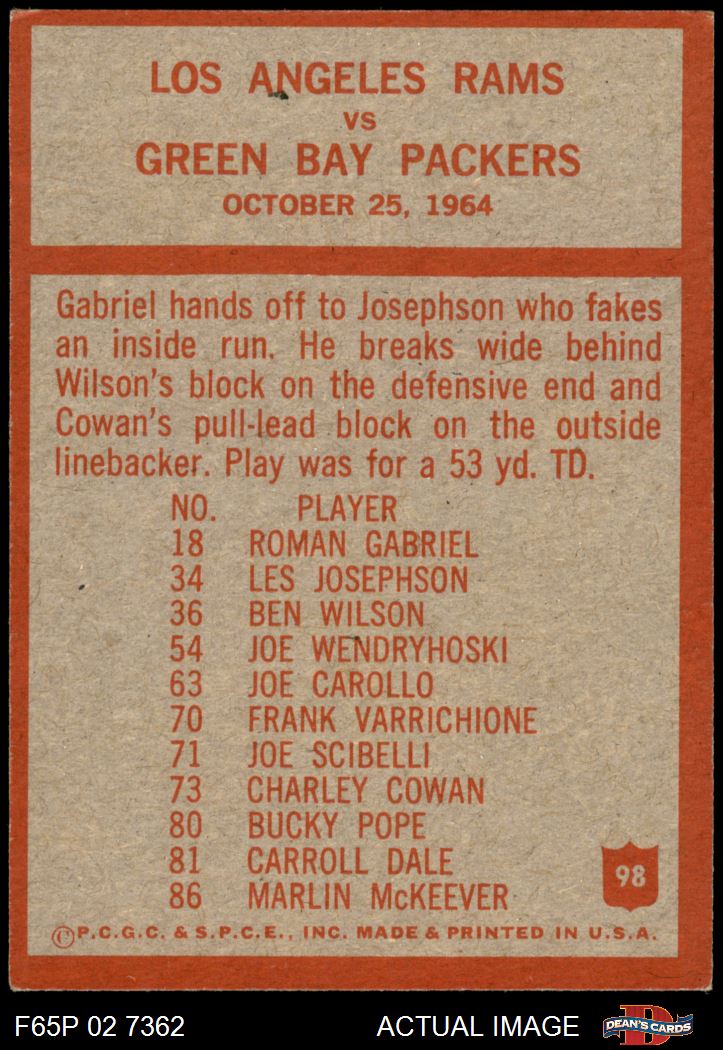 LOS ANGELES RAMS
VS
GREEN BAY PACKERS
OCTOBER 25, 1964
Gabriel hands off to Josephson who fakes
an inside run. He breaks wide behind
Wilson's block on the defensive end and
Cowan's pull-lead block on the outside
linebacker. Play was for a 53 yd. TD.
NO. PLAYER
18 ROMAN GABRIEL
34 LES JOSEPHSON
36 BEN WILSON
54 JOE WENDRYHOSKI
63 JOE CAROLLO
70 FRANK VARRICHIONE
71 JOE SCIBELLI
73 CHARLEY COWAN
80 BUCKY POPE
81 CARROLL DALE
86 MARLIN McKEEVER
98
©P.C.G.C. & S.P.C.E., INC. MADE & PRINTED IN U.S.A.
F65P 02 7362 ACTUAL IMAGE
D
DEAN'S CARDS